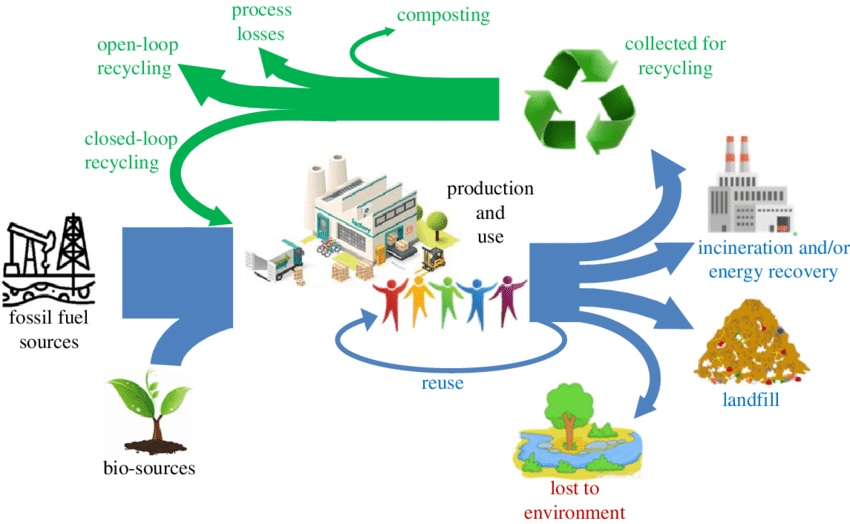 process
losses
composting
open-loop
recycling
collected for
recycling
closed-loop
recycling
production
and
use
factory
incineration and/or
energy recovery
fossil fuel
sources
reuse
landfill
bio-sources
lost to
environment